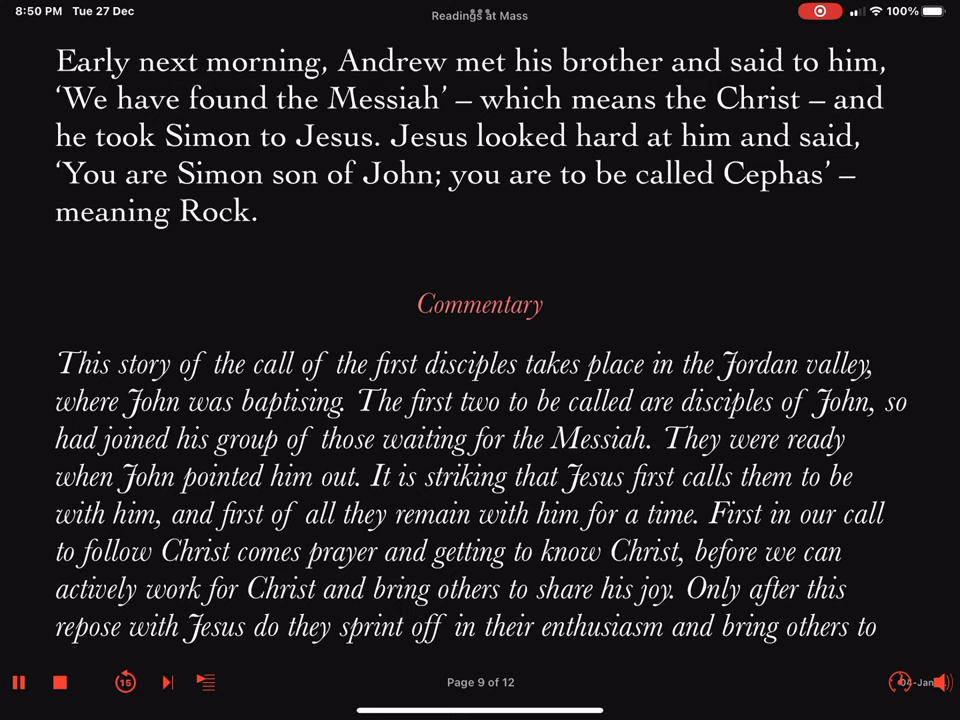 8:50 PM Tue 27 Dec
Readings at Mass
100%
Early next morning, Andrew met his brother and said to him,
‘We have found the Messiah’ – which means the Christ – and
he took Simon to Jesus. Jesus looked hard at him and said,
‘You are Simon son of John; you are to be called Cephas’ –
meaning Rock.
Commentary
This story of the call of the first disciples takes place in the Jordan valley,
where John was baptising. The first two to be called are disciples of John, so
had joined his group of those waiting for the Messiah. They were ready
when John pointed him out. It is striking that Jesus first calls them to be
with him, and first of all they remain with him for a time. First in our call
to follow Christ comes prayer and getting to know Christ, before we can
actively work for Christ and bring others to share his joy. Only after this
repose with Jesus do they sprint off in their enthusiasm and bring others to
15
Page 9 of 12
04-Jan